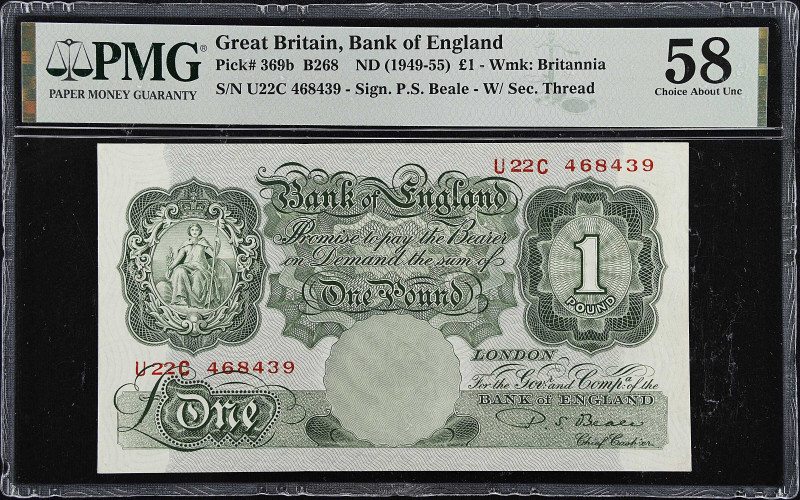 PMG®
PAPER MONEY GUARANTY
Great Britain, Bank of England
Pick# 369b B268 ND (1949-55) £1 - Wmk: Britannia
S/N U22C 468439 - Sign. P.S. Beale - W/ Sec. Thread
58
Choice About Unc
U22C 468439
Bank of England
Promise to pay the Bearer
on Demand the sum of
One Pound
1
POUND
U22C 468439
LONDON
For the Govr. and Compa. of the
BANK OF ENGLAND
£One
P. S. Beale
Chief Cashier.